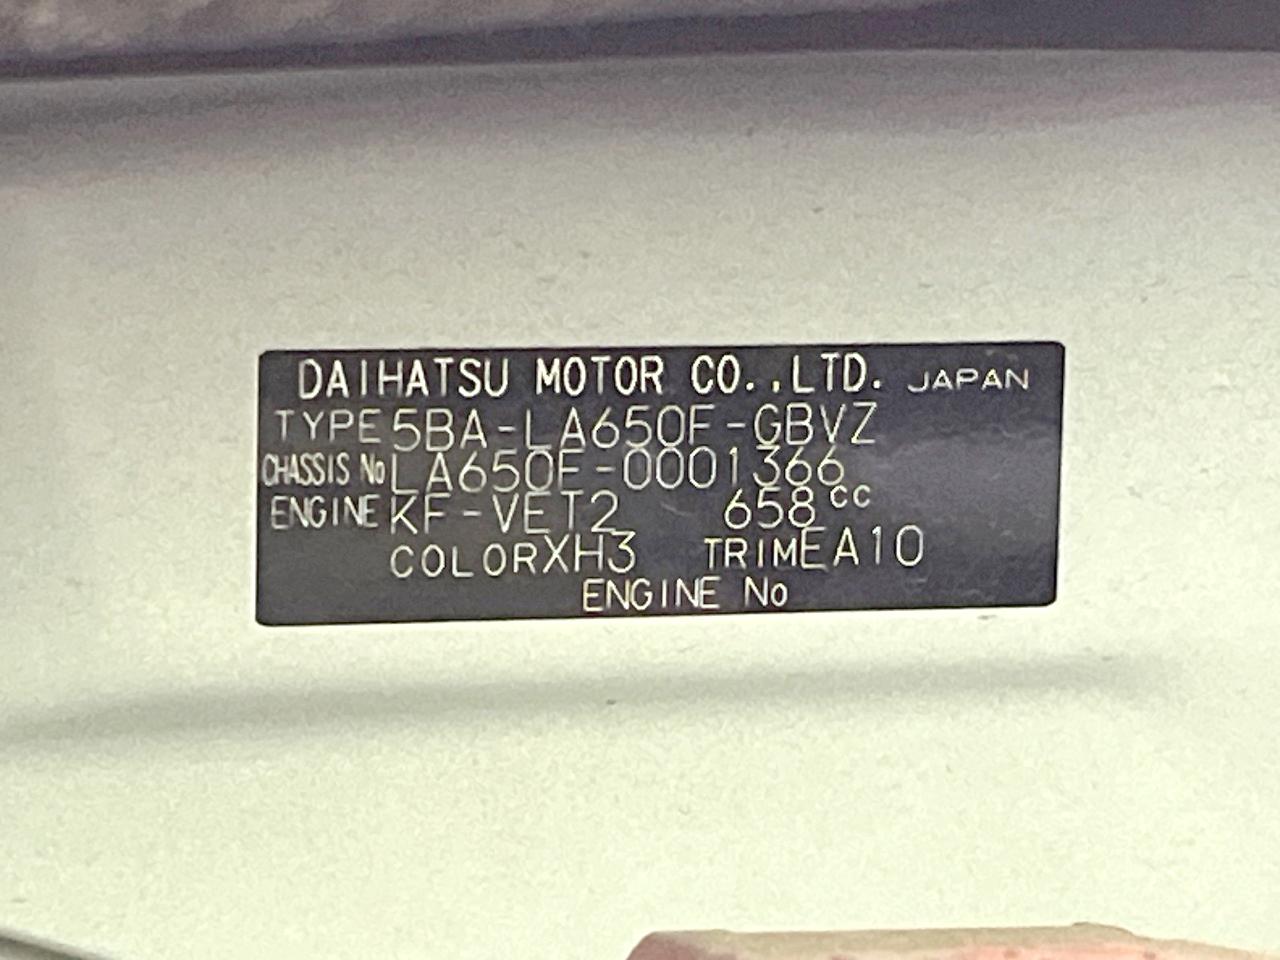 DAIHATSU MOTOR CO.,LTD. JAPAN
TYPE 5BA-LA650F-GBVZ
CHASSIS No LA650F-0001366
ENGINE KF-VET2 658cc
COLOR XH3 TRIM EA10
ENGINE No